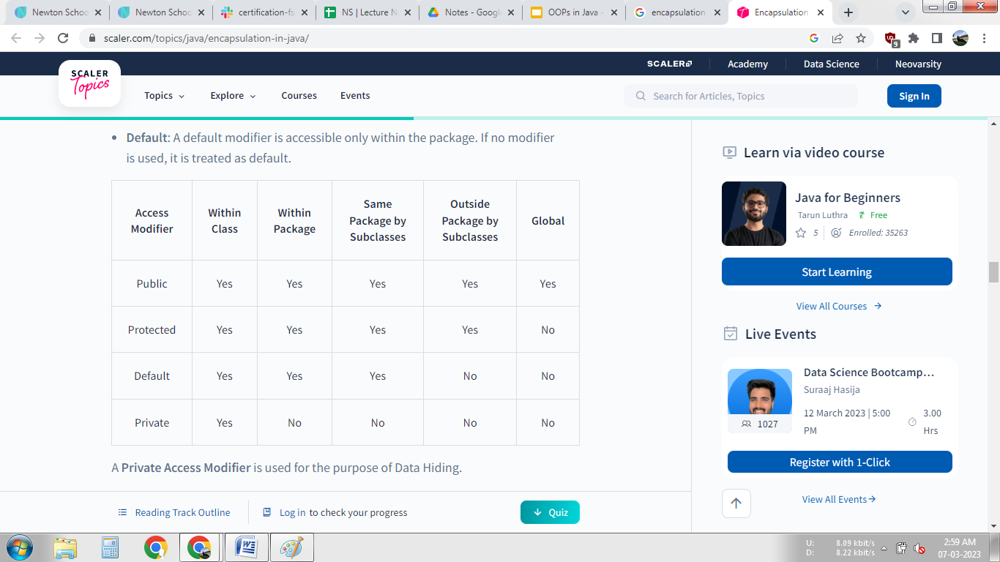 Newton Schoo
Newton Schoo
certification-fs
NS | Lecture N
Notes - Googl
OOPs in Java -
encapsulation
Encapsulation
scaler.com/topics/java/encapsulation-in-java/
9
SCALER
Academy
Data Science
Neovarsity
SCALER
Topics
Topics
Explore
Courses
Events
Search for Articles, Topics
Sign In
• Default: A default modifier is accessible only within the package. If no modifier
is used, it is treated as default.
Access Modifier Within Class Within Package Same Package by Subclasses Outside Package by Subclasses Global
Public Yes Yes Yes Yes Yes
Protected Yes Yes Yes Yes No
Default Yes Yes Yes No No
Private Yes No No No No
A Private Access Modifier is used for the purpose of Data Hiding.
Reading Track Outline
Log in to check your progress
Quiz
Learn via video course
Java for Beginners
Tarun Luthra Free
5 Enrolled: 35263
Start Learning
View All Courses
Live Events
Data Science Bootcamp...
Suraaj Hasija
1027
12 March 2023 | 5:00
PM
3.00
Hrs
Register with 1-Click
View All Events
U: 8.09 kbit/s
D: 8.22 kbit/s
2:59 AM
07-03-2023